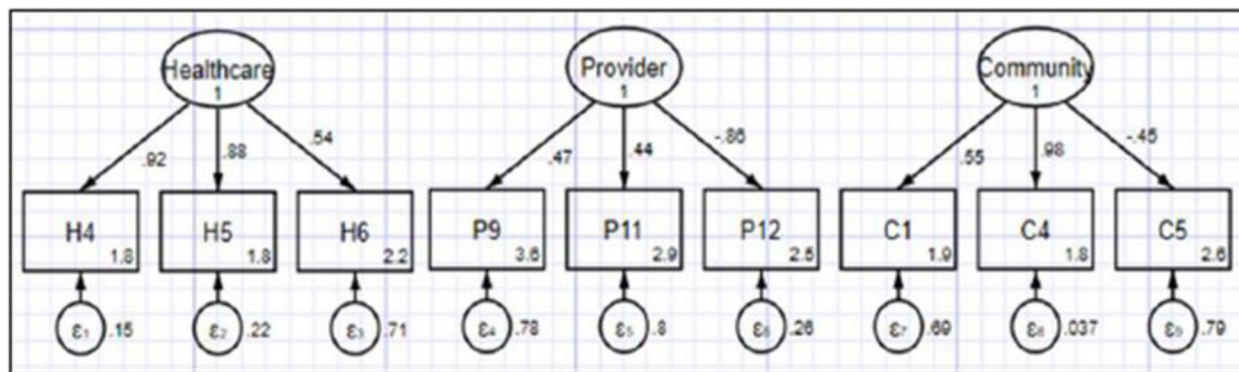 Healthcare Provider Community
1 1 1
.92 .88 .54 .47 .44 -.86 .55 .98 -.45
H4 H5 H6 P9 P11 P12 C1 C4 C5
1.8 1.8 2.2 3.6 2.9 2.5 1.9 1.8 2.6
ε₁ .15 ε₂ .22 ε₃ .71 ε₄ .78 ε₅ .8 ε₆ .26 ε₇ .69 ε₈ .037 ε₉ .79